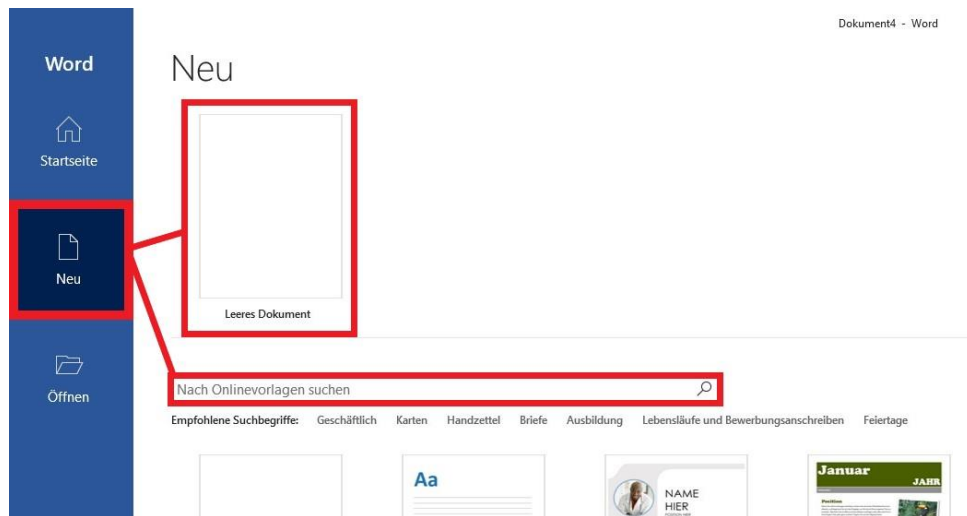 Dokument4 - Word
Word
Neu
Startseite
Neu
Leeres Dokument
Öffnen
Nach Onlinevorlagen suchen
Empfohlene Suchbegriffe: Geschäftlich Karten Handzettel Briefe Ausbildung Lebensläufe und Bewerbungsanschreiben Feiertage
Aa
NAME
HIER
Januar
JAHR
Position